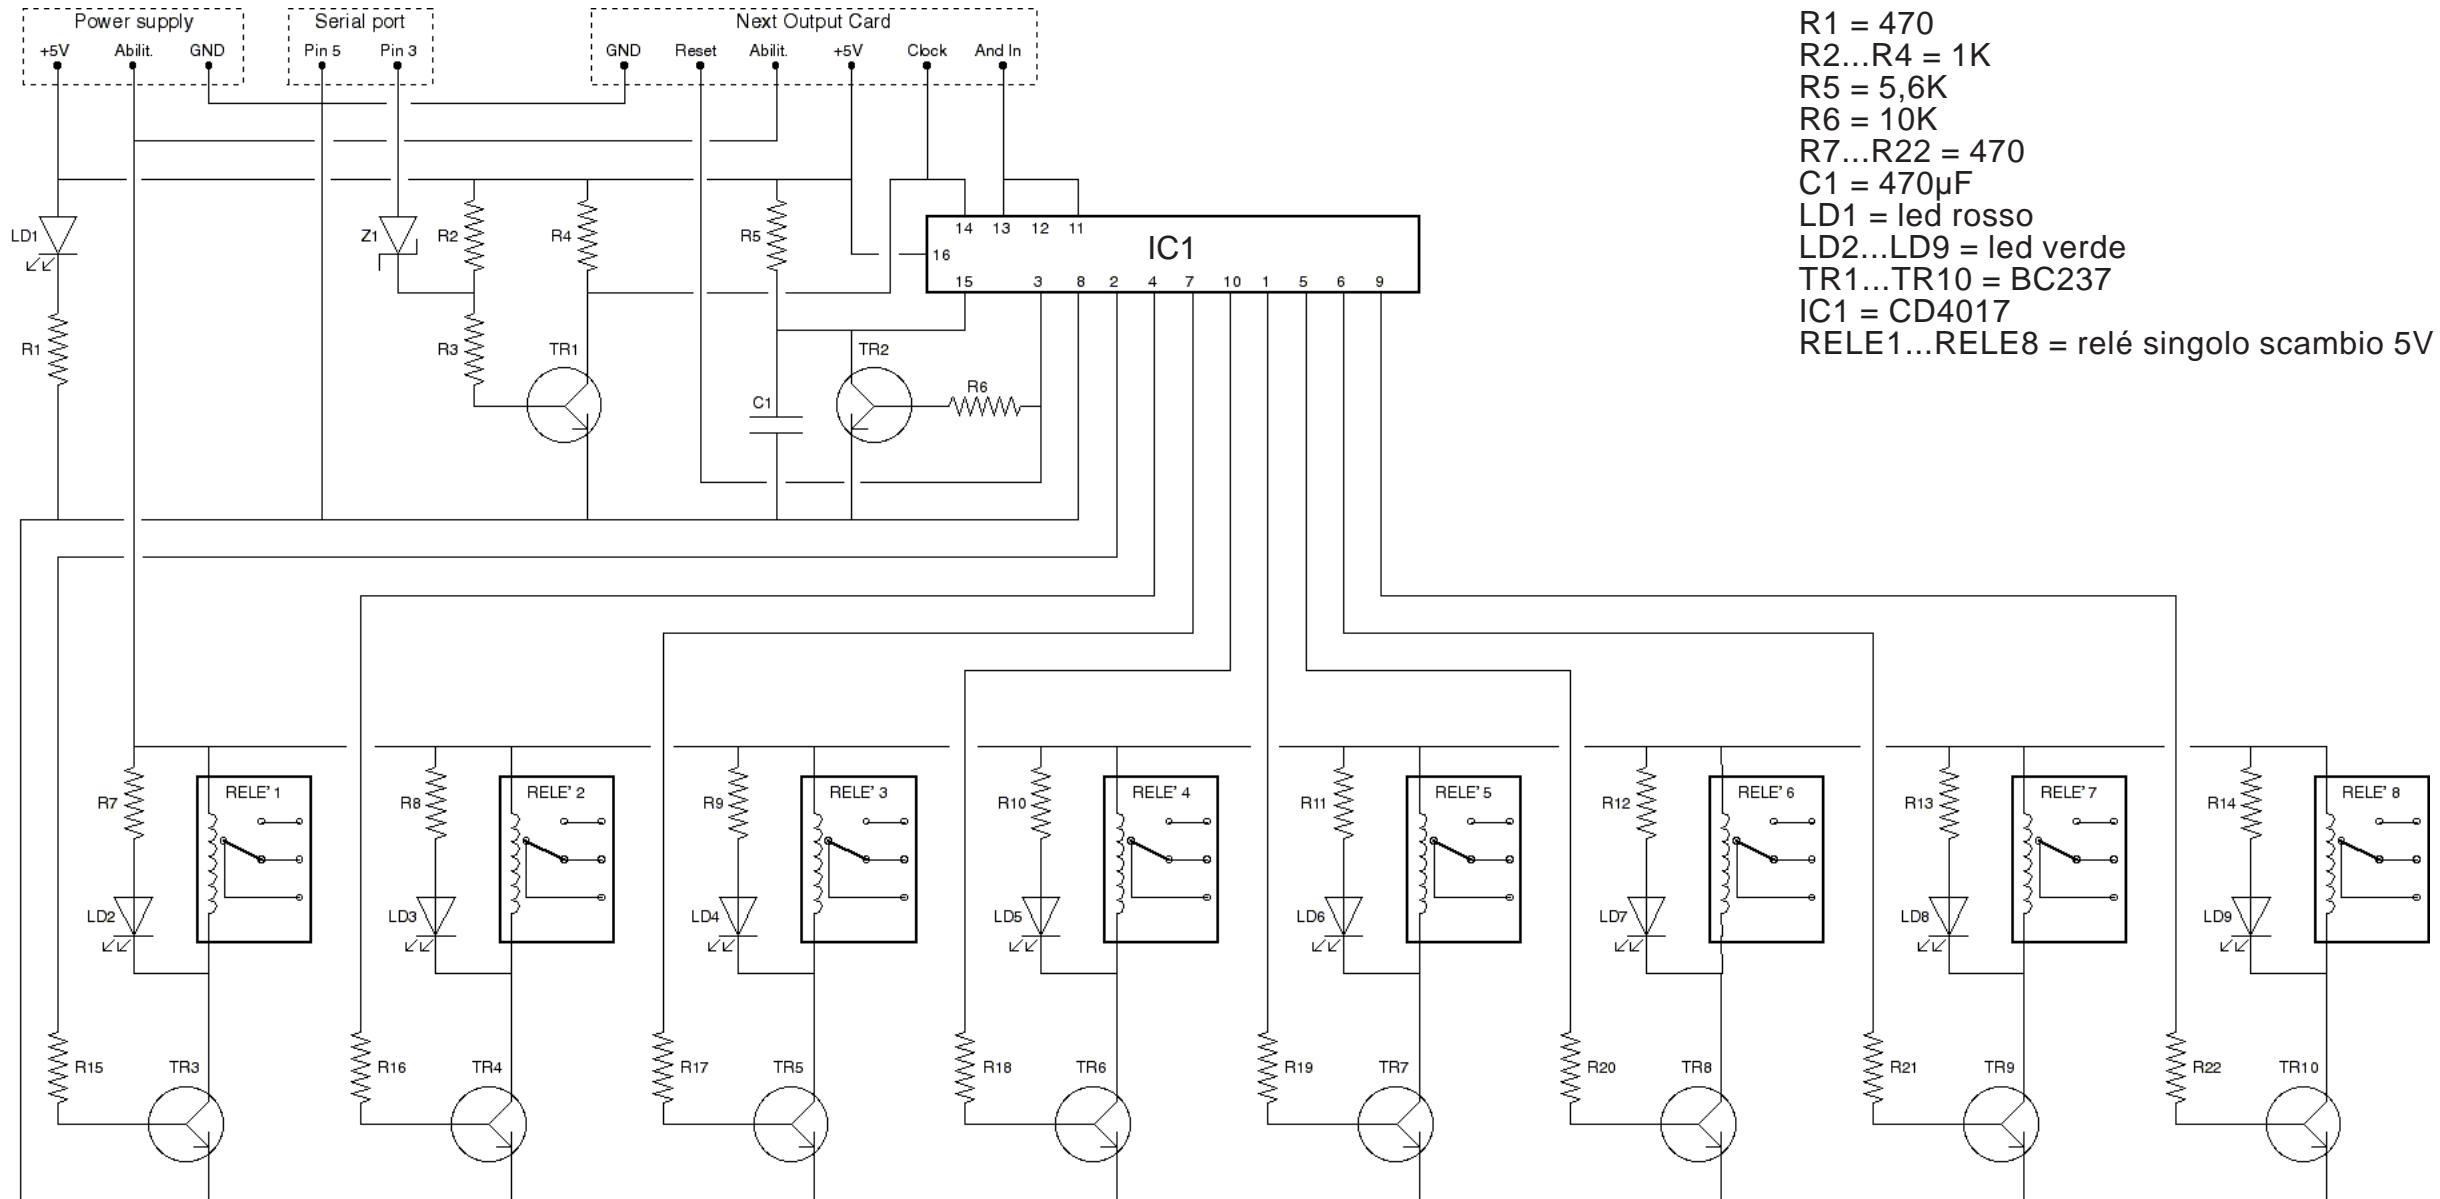 Power supply
+5V Abilit. GND
Serial port
Pin 5 Pin 3
Next Output Card
GND Reset Abilit. +5V Clock And In
R1 = 470
R2...R4 = 1K
R5 = 5,6K
R6 = 10K
R7...R22 = 470
C1 = 470µF
LD1 = led rosso
LD2...LD9 = led verde
TR1...TR10 = BC237
IC1 = CD4017
RELE1...RELE8 = relé singolo scambio 5V
LD1
Z1
R2
R4
R5
14 13 12 11
IC1
16
15 3 8 2 4 7 10 1 5 6 9
R1
R3
TR1
TR2
R6
C1
R7
RELE' 1
R8
RELE' 2
R9
RELE' 3
R10
RELE' 4
R11
RELE' 5
R12
RELE' 6
R13
RELE' 7
R14
RELE' 8
LD2
LD3
LD4
LD5
LD6
LD7
LD8
LD9
R15
TR3
R16
TR4
R17
TR5
R18
TR6
R19
TR7
R20
TR8
R21
TR9
R22
TR10